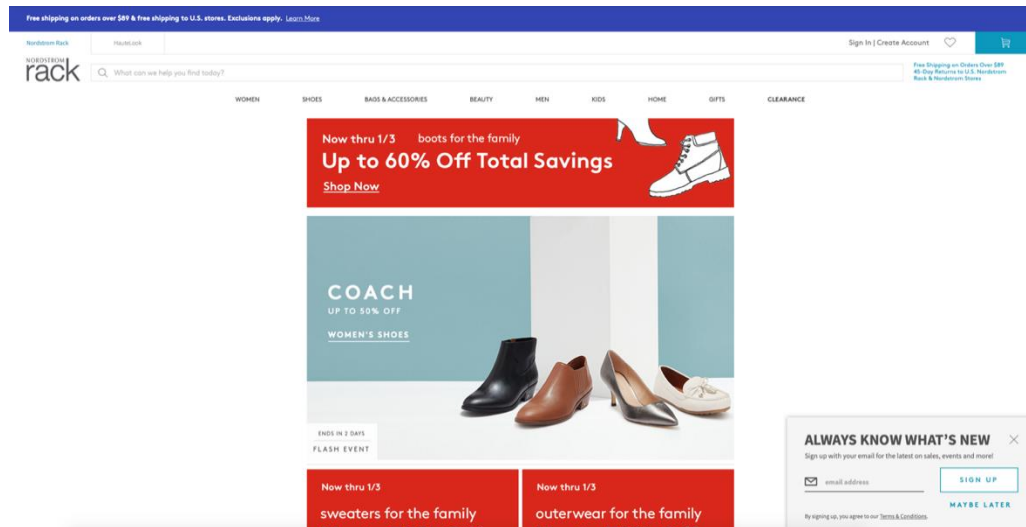 Free shipping on orders over $89 & free shipping to U.S. stores. Exclusions apply. Learn More
Nordstrom Rack
HauteLook
Sign In | Create Account
NORDSTROM
rack
What can we help you find today?
Free Shipping on Orders Over $89
45-Day Returns to U.S. Nordstrom
Rack & Nordstrom Stores
WOMEN SHOES BAGS & ACCESSORIES BEAUTY MEN KIDS HOME GIFTS CLEARANCE
Now thru 1/3 boots for the family
Up to 60% Off Total Savings
Shop Now
COACH
UP TO 50% OFF
WOMEN'S SHOES
ENDS IN 2 DAYS
FLASH EVENT
Now thru 1/3
sweaters for the family
Now thru 1/3
outerwear for the family
ALWAYS KNOW WHAT'S NEW
Sign up with your email for the latest on sales, events and more!
email address
SIGN UP
MAYBE LATER
By signing up, you agree to our Terms & Conditions.